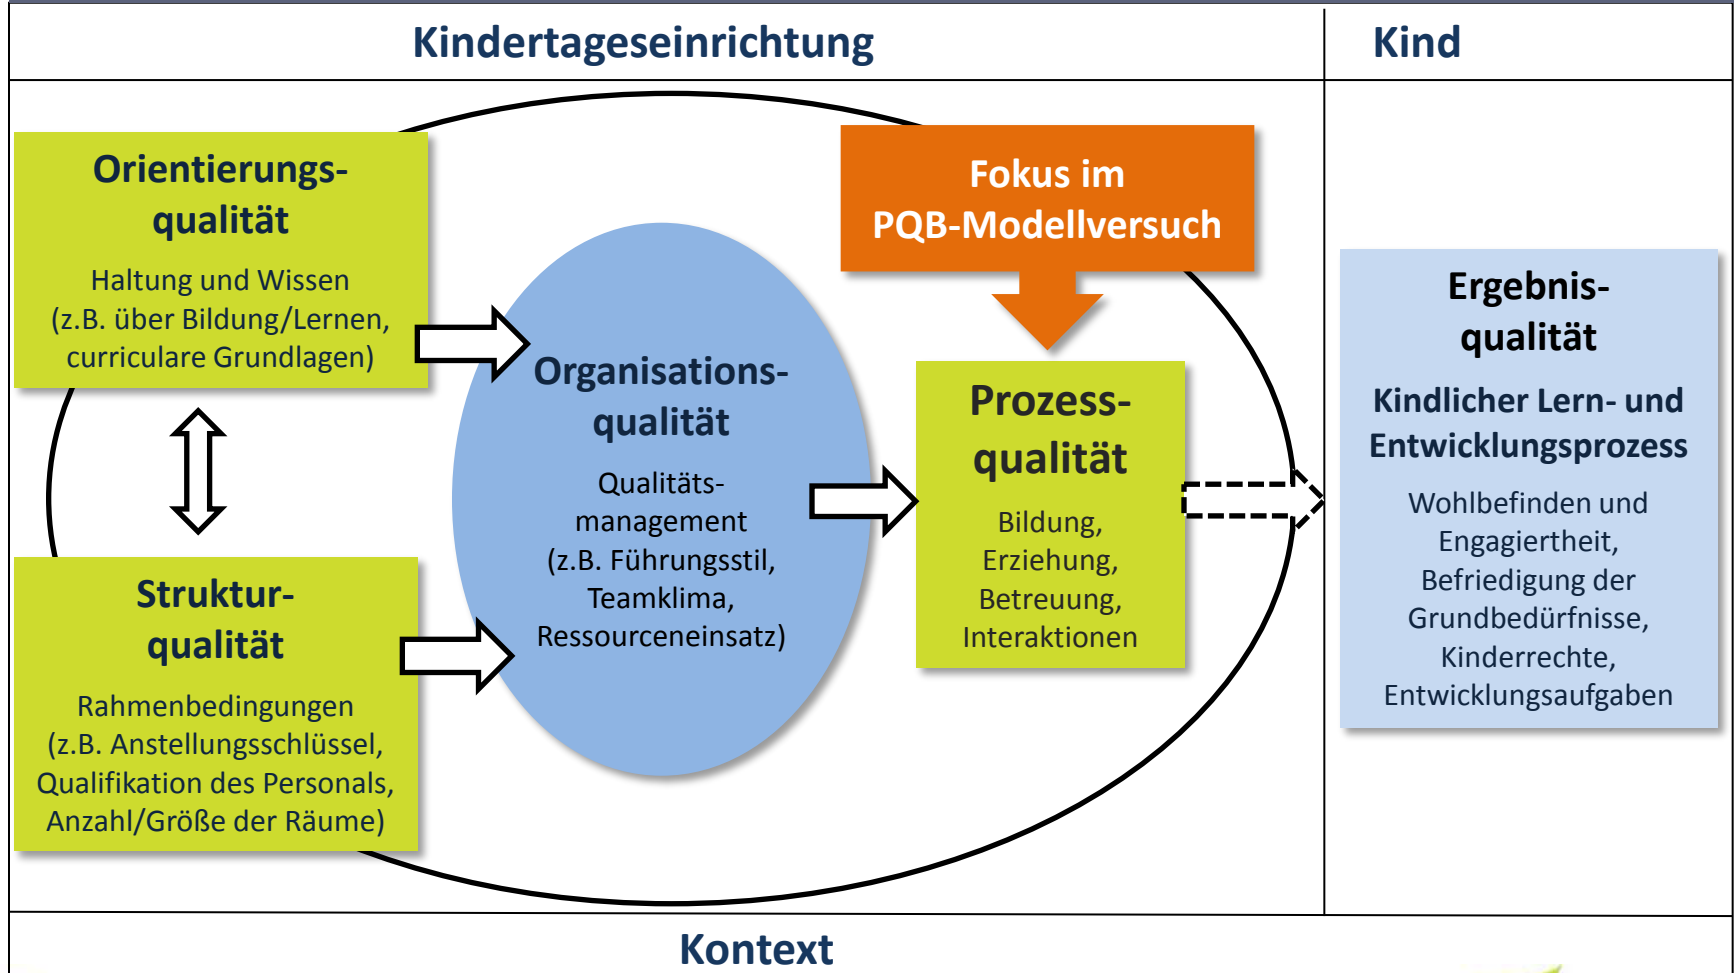 Kindertageseinrichtung
Kind
Orientierungs-
qualität
Haltung und Wissen
(z.B. über Bildung/Lernen,
curriculare Grundlagen)
Struktur-
qualität
Rahmenbedingungen
(z.B. Anstellungsschlüssel,
Qualifikation des Personals,
Anzahl/Größe der Räume)
Organisations-
qualität
Qualitäts-
management
(z.B. Führungsstil,
Teamklima,
Ressourceneinsatz)
Fokus im
PQB-Modellversuch
Prozess-
qualität
Bildung,
Erziehung,
Betreuung,
Interaktionen
Ergebnis-
qualität
Kindlicher Lern- und
Entwicklungsprozess
Wohlbefinden und
Engagiertheit,
Befriedigung der
Grundbedürfnisse,
Kinderrechte,
Entwicklungsaufgaben
Kontext